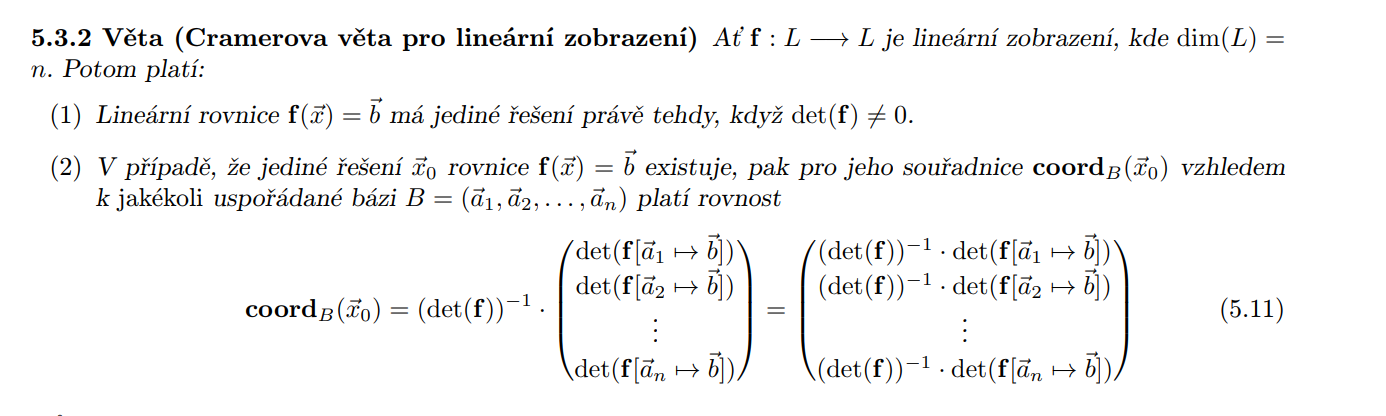 5.3.2 Věta (Cramerova věta pro lineární zobrazení) Ať f : L ⟶ L je lineární zobrazení, kde dim(L) =
n. Potom platí:
(1) Lineární rovnice f(x⃗) = b⃗ má jediné řešení právě tehdy, když det(f) ≠ 0.
(2) V případě, že jediné řešení x⃗₀ rovnice f(x⃗) = b⃗ existuje, pak pro jeho souřadnice coord_B(x⃗₀) vzhledem
k jakékoli uspořádané bázi B = (a⃗₁, a⃗₂, . . . , a⃗ₙ) platí rovnost
coord_B(x⃗₀) = (det(f))⁻¹ · (det(f[a⃗₁ ↦ b⃗]) det(f[a⃗₂ ↦ b⃗]) ⋮ det(f[a⃗ₙ ↦ b⃗])) = ((det(f))⁻¹ · det(f[a⃗₁ ↦ b⃗]) (det(f))⁻¹ · det(f[a⃗₂ ↦ b⃗]) ⋮ (det(f))⁻¹ · det(f[a⃗ₙ ↦ b⃗])) (5.11)